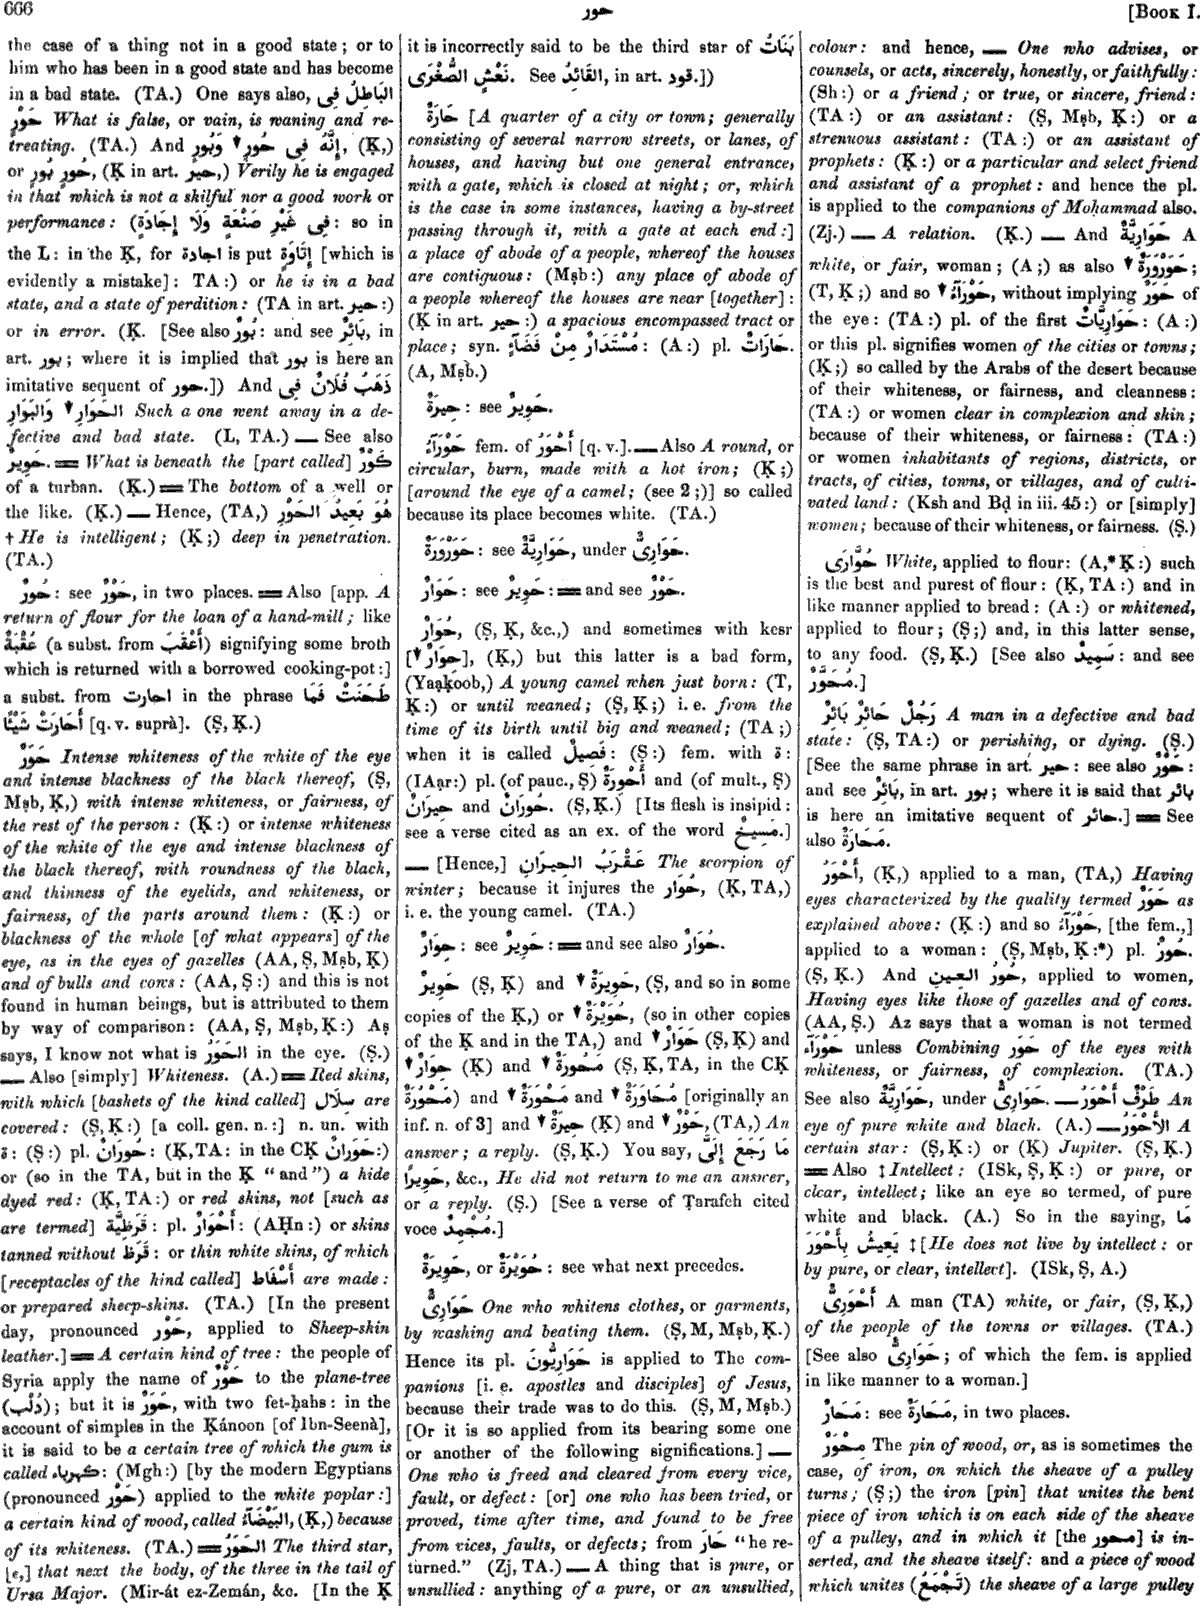 666
حور
[BOOK I.
the case of a thing not in a good state; or to
him who has been in a good state and has become
in a bad state. (TA.) One says also, البَاطِلُ فِى
حَوْرٍ What is false, or vain, is waning and re-
treating. (TA.) And إِنَّهُ فِى حُورٍ ▼ وَبُورٍ, (Ḳ,)
or حُورٍ بُورٍ, (Ḳ in art. حير,) Verily he is engaged
in that which is not a skilful nor a good work or
performance: (فِى غَيْرِ صَنْعَةٍ وَلَا إِجَادَةٍ: so in
the L: in the Ḳ, for اجادة is put إِتَاوَةٍ [which is
evidently a mistake]: TA:) or he is in a bad
state, and a state of perdition: (TA in art. حير:)
or in error. (Ḳ. [See also بُورٌ: and see بَائِرٌ, in
art. بور; where it is implied that بور is here an
imitative sequent of حور.]) And ذَهَبَ فُلَانٌ فِى
الحَوَارِ ▼ وَالبَوَارِ Such a one went away in a de-
fective and bad state. (L, TA.) — See also
حَوِيرٌ. ═ What is beneath the [part called] كَوْرٌ
of a turban. (Ḳ.) ═ The bottom of a well or
the like. (Ḳ.) — Hence, (TA,) هُوَ بَعِيدُ الحَوْرِ
† He is intelligent; (Ḳ;) deep in penetration.
(TA.)
حُورٌ: see حَوْرٌ, in two places. ═ Also [app. A
return of flour for the loan of a hand-mill; like
عُقْبَةٌ (a subst. from أَعْقَبَ) signifying some broth
which is returned with a borrowed cooking-pot:]
a subst. from احارت in the phrase طَحَنَتْ فَمَا
أَحَارَتْ شَيْئًا [q. v. suprà]. (Ṣ, Ḳ.)
حَوَرٌ Intense whiteness of the white of the eye
and intense blackness of the black thereof, (Ṣ,
Mṣb, Ḳ,) with intense whiteness, or fairness, of
the rest of the person: (Ḳ:) or intense whiteness
of the white of the eye and intense blackness of
the black thereof, with roundness of the black,
and thinness of the eyelids, and whiteness, or
fairness, of the parts around them: (Ḳ:) or
blackness of the whole [of what appears] of the
eye, as in the eyes of gazelles (AA, Ṣ, Mṣb, Ḳ)
and of bulls and cows: (AA, Ṣ:) and this is not
found in human beings, but is attributed to them
by way of comparison: (AA, Ṣ, Mṣb, Ḳ:) Aṣ
says, I know not what is الحَوَرُ in the eye. (Ṣ.)
— Also [simply] Whiteness. (A.) ═ Red skins,
with which [baskets of the kind called] سِلَال are
covered: (Ṣ, Ḳ:) [a coll. gen. n.:] n. un. with
ة: (Ṣ:) pl. حُورَانٌ: (Ḳ, TA: in the CḲ حَوْرَانٌ:)
or (so in the TA, but in the Ḳ "and") a hide
dyed red: (Ḳ, TA:) or red skins, not [such as
are termed] قَرَظِيَّة: pl. أَحْوَارٌ: (AḤn:) or skins
tanned without قَرَظ: or thin white skins, of which
[receptacles of the kind called] أَسْفَاط are made:
or prepared sheep-skins. (TA.) [In the present
day, pronounced حَوْر, applied to Sheep-skin
leather.] ═ A certain kind of tree: the people of
Syria apply the name of حَوْرٌ to the plane-tree
(دُلْب); but it is حَوَرٌ, with two fet-ḥahs: in the
account of simples in the Ḳánoon [of Ibn-Seenà],
it is said to be a certain tree of which the gum is
called كهرباء: (Mgh:) [by the modern Egyptians
(pronounced حَوْر) applied to the white poplar:]
a certain kind of wood, called البَيْضَآءُ, (Ḳ,) because
of its whiteness. (TA.) ═ الحَوَرُ The third star,
[ε,] that next the body, of the three in the tail of
Ursa Major. (Mir-át ez-Zemán, &c. [In the Ḳ
it is incorrectly said to be the third star of بَنَاتُ
نَعْشٍ الصُّغْرَى. See القَائِدُ, in art. قود.])
حَارَةٌ [A quarter of a city or town; generally
consisting of several narrow streets, or lanes, of
houses, and having but one general entrance,
with a gate, which is closed at night; or, which
is the case in some instances, having a by-street
passing through it, with a gate at each end:]
a place of abode of a people, whereof the houses
are contiguous: (Mṣb:) any place of abode of
a people whereof the houses are near [together]:
(Ḳ in art. حير:) a spacious encompassed tract or
place; syn. مُسْتَدَارٌ مِنْ فَضَآءٍ: (A:) pl. حَارَاتٌ.
(A, Mṣb.)
حِيرَةٌ: see حَوِيرٌ.
حَوْرَآءُ fem. of أَحْوَرُ [q. v.]. — Also A round, or
circular, burn, made with a hot iron; (Ḳ;)
[around the eye of a camel; (see 2;)] so called
because its place becomes white. (TA.)
حَوَرْوَرَةٌ: see حَوَارِيَّةٌ, under حَوَارِىٌّ.
حَوَارٌ: see حَوِيرٌ: ═ and see حَوْرٌ.
حُوَارٌ, (Ṣ, Ḳ, &c.,) and sometimes with kesr
[▼ حِوَارٌ], (Ḳ,) but this latter is a bad form,
(Yaạḳoob,) A young camel when just born: (T,
Ḳ:) or until weaned; (Ṣ, Ḳ;) i. e. from the
time of its birth until big and weaned; (TA;)
when it is called فَصِيلٌ: (Ṣ:) fem. with ة:
(IAạr:) pl. (of pauc., Ṣ) أَحْوِرَةٌ and (of mult., Ṣ)
حِيرَانٌ and حُورَانٌ. (Ṣ, Ḳ.) [Its flesh is insipid:
see a verse cited as an ex. of the word مَسِيخٌ.]
— [Hence,] عَقْرَبُ الحِيرَانِ The scorpion of
winter; because it injures the حُوَار, (Ḳ, TA,)
i. e. the young camel. (TA.)
حِوَارٌ: see حَوِيرٌ: ═ and see also حُوَارٌ.
حَوِيرٌ (Ṣ, Ḳ) and ▼ حَوِيرَةٌ, (Ṣ, and so in some
copies of the Ḳ,) or ▼ حُوَيْرَةٌ, (so in other copies
of the Ḳ and in the TA,) and ▼ حَوَارٌ (Ṣ, Ḳ) and
▼ حِوَارٌ (Ḳ) and ▼ مَحُورَةٌ (Ṣ, Ḳ, TA, in the CḲ
مَحْوُرَةٌ) and ▼ مَحْوَرَةٌ and ▼ مُحَاوَرَةٌ [originally an
inf. n. of 3] and ▼ حِيرَةٌ (Ḳ) and ▼ حَوْرٌ, (TA,) An
answer; a reply. (Ṣ, Ḳ.) You say, مَا رَجَعَ إِلَىَّ
حَوِيرًا, &c., He did not return to me an answer,
or a reply. (Ṣ.) [See a verse of Ṭarafeh cited
voce مُجْمِدٌ.]
حَوِيرَةٌ, or حُوَيْرَةٌ: see what next precedes.
حَوَارِىٌّ One who whitens clothes, or garments,
by washing and beating them. (Ṣ, M, Mṣb, Ḳ.)
Hence its pl. حَوَارِيُّونَ is applied to The com-
panions [i. e. apostles and disciples] of Jesus,
because their trade was to do this. (Ṣ, M, Mṣb.)
[Or it is so applied from its bearing some one
or another of the following significations.] —
One who is freed and cleared from every vice,
fault, or defect: [or] one who has been tried, or
proved, time after time, and found to be free
from vices, faults, or defects; from حَارَ "he re-
turned." (Zj, TA.) — A thing that is pure, or
unsullied: anything of a pure, or an unsullied,
colour: and hence, — One who advises, or
counsels, or acts, sincerely, honestly, or faithfully:
(Sh:) or a friend; or true, or sincere, friend:
(TA:) or an assistant: (Ṣ, Mṣb, Ḳ:) or a
strenuous assistant: (TA:) or an assistant of
prophets: (Ḳ:) or a particular and select friend
and assistant of a prophet: and hence the pl.
is applied to the companions of Moḥammad also.
(Zj.) — A relation. (Ḳ.) — And حَوَارِيَّةٌ A
white, or fair, woman; (A;) as also ▼ حَوَرْوَرَةٌ;
(T, Ḳ;) and so ▼ حَوْرَآءُ, without implying حَوَر of
the eye: (TA:) pl. of the first حَوَارِيَّاتٌ: (A:)
or this pl. signifies women of the cities or towns;
(Ḳ;) so called by the Arabs of the desert because
of their whiteness, or fairness, and cleanness:
(TA:) or women clear in complexion and skin;
because of their whiteness, or fairness: (TA:)
or women inhabitants of regions, districts, or
tracts, of cities, towns, or villages, and of culti-
vated land: (Ksh and Bḍ in iii. 45:) or [simply]
women; because of their whiteness, or fairness. (Ṣ.)
حُوَّارَى White, applied to flour: (A,* Ḳ:) such
is the best and purest of flour: (Ḳ, TA:) and in
like manner applied to bread: (A:) or whitened,
applied to flour; (Ṣ;) and, in this latter sense,
to any food. (Ṣ, Ḳ.) [See also سَمِيدٌ: and see
مُحَوَّرٌ.]
رَجُلٌ حَائِرٌ بَائِرٌ A man in a defective and bad
state: (Ṣ, TA:) or perishing, or dying. (Ṣ.)
[See the same phrase in art. حير: see also حَوْرٌ:
and see بَائِرٌ, in art. بور; where it is said that بائر
is here an imitative sequent of حائر.] ═ See
also مَحَارَةٌ.
أَحْوَرُ, (Ḳ,) applied to a man, (TA,) Having
eyes characterized by the quality termed حَوَرٌ as
explained above: (Ḳ:) and so حَوْرَآءُ, [the fem.,]
applied to a woman: (Ṣ, Mṣb, Ḳ:*) pl. حُورٌ.
(Ṣ, Ḳ.) And حُورُ العِينِ, applied to women,
Having eyes like those of gazelles and of cows.
(AA, Ṣ.) Az says that a woman is not termed
حَوْرَآء unless Combining حَوَر of the eyes with
whiteness, or fairness, of complexion. (TA.)
See also حَوَارِيَّةٌ, under حَوَارِىٌّ. — طَرْفٌ أَحْوَرُ An
eye of pure white and black. (A.) — الأَحْوَرُ A
certain star: (Ṣ, Ḳ:) or (Ḳ) Jupiter. (Ṣ, Ḳ.)
═ Also ‡ Intellect: (ISk, Ṣ, Ḳ:) or pure, or
clear, intellect; like an eye so termed, of pure
white and black. (A.) So in the saying, مَا
يَعِيشُ بِأَحْوَرَ ‡ [He does not live by intellect: or
by pure, or clear, intellect]. (ISk, Ṣ, A.)
أَحْوَرِىٌّ A man (TA) white, or fair, (Ṣ, Ḳ,)
of the people of the towns or villages. (TA.)
[See also حَوَارِىٌّ; of which the fem. is applied
in like manner to a woman.]
مَحَارٌ: see مَحَارَةٌ, in two places.
مِحْوَرٌ The pin of wood, or, as is sometimes the
case, of iron, on which the sheave of a pulley
turns; (Ṣ;) the iron [pin] that unites the bent
piece of iron which is on each side of the sheave
of a pulley, and in which it [the محور] is in-
serted, and the sheave itself: and a piece of wood
which unites (تَجْمَعُ) the sheave of a large pulley